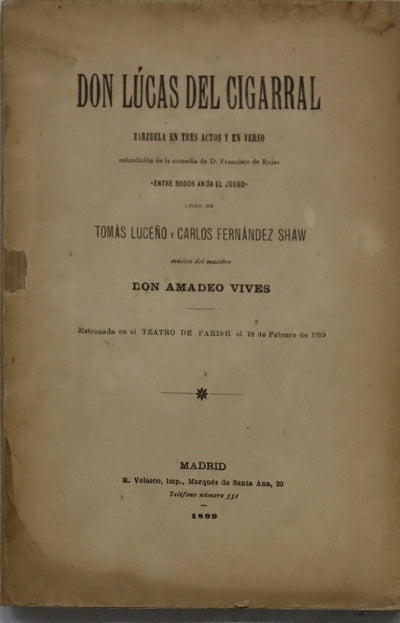 DON LÚCAS DEL CIGARRAL
ZARZUELA EN TRES ACTOS Y EN VERSO
refundición de la comedia de D. Francisco de Rojas
«ENTRE BOBOS ANDA EL JUEGO»
LIBRO DE
TOMÁS LUCEÑO Y CARLOS FERNÁNDEZ SHAW
música del maestro
DON AMADEO VIVES
Estrenada en el TEATRO DE PARISH el 18 de Febrero de 1899
MADRID
R. Velasco, imp., Marqués de Santa Ana, 20
Teléfono número 551
1899